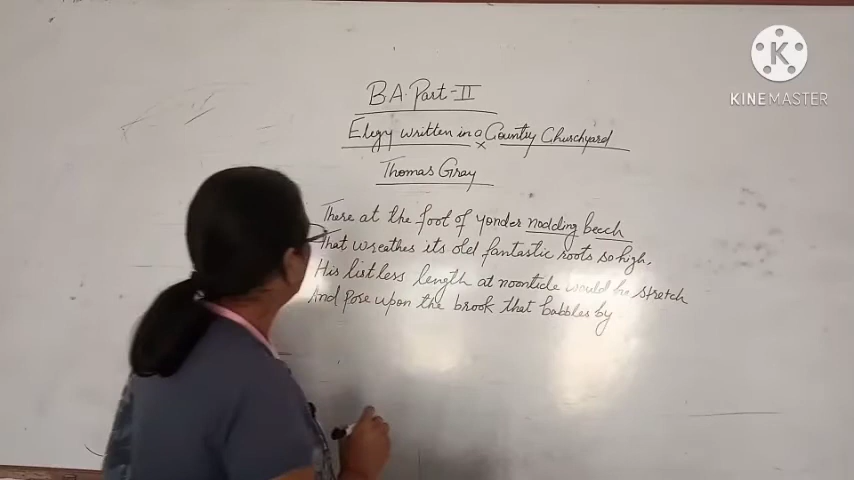 B.A. Part-II
Elegy written in a Country Churchyard
x
Thomas Gray
There at the foot of yonder nodding beech
That wreathes its old fantastic roots so high,
His listless length at noontide would he stretch
And Pore upon the brook that babbles by
K
KINEMASTER